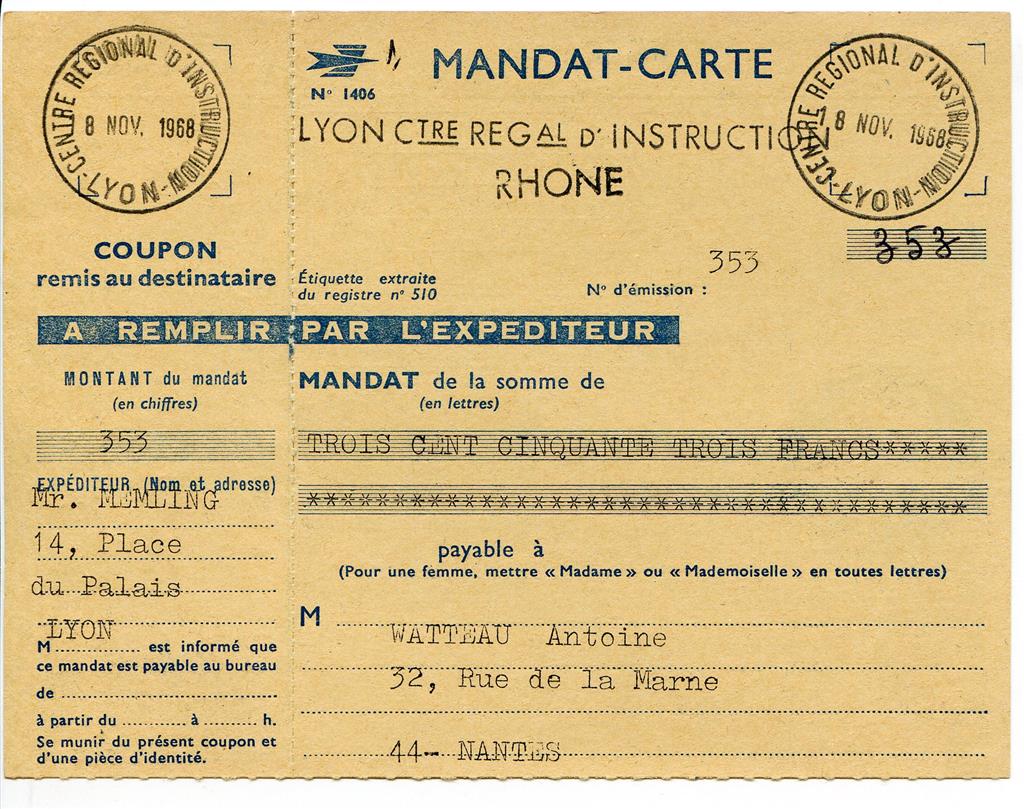 CENTRE REGIONAL D'INSTRUCTION
8 NOV. 1968
-LYON-
MANDAT-CARTE
N° 1406
LYON CTRE REGAL D'INSTRUCTION
RHONE
CENTRE REGIONAL D'INSTRUCTION
18 NOV. 1968
-LYON-
353
COUPON
remis au destinataire
Étiquette extraite
du registre n° 510
353
N° d'émission :
A REMPLIR PAR L'EXPEDITEUR
MONTANT du mandat
(en chiffres)
353
EXPÉDITEUR (Nom et adresse)
Mr. MEMLING
14, Place
du Palais
LYON
M.............. est informé que
ce mandat est payable au bureau
de ..............
à partir du ........... à ......... h.
Se munir du présent coupon et
d'une pièce d'identité.
MANDAT de la somme de
(en lettres)
TROIS CENT CINQUANTE TROIS FRANCS*****
**************************************
payable à
(Pour une femme, mettre « Madame » ou « Mademoiselle » en toutes lettres)
M
WATTEAU Antoine
32, Rue de la Marne
44- NANTES